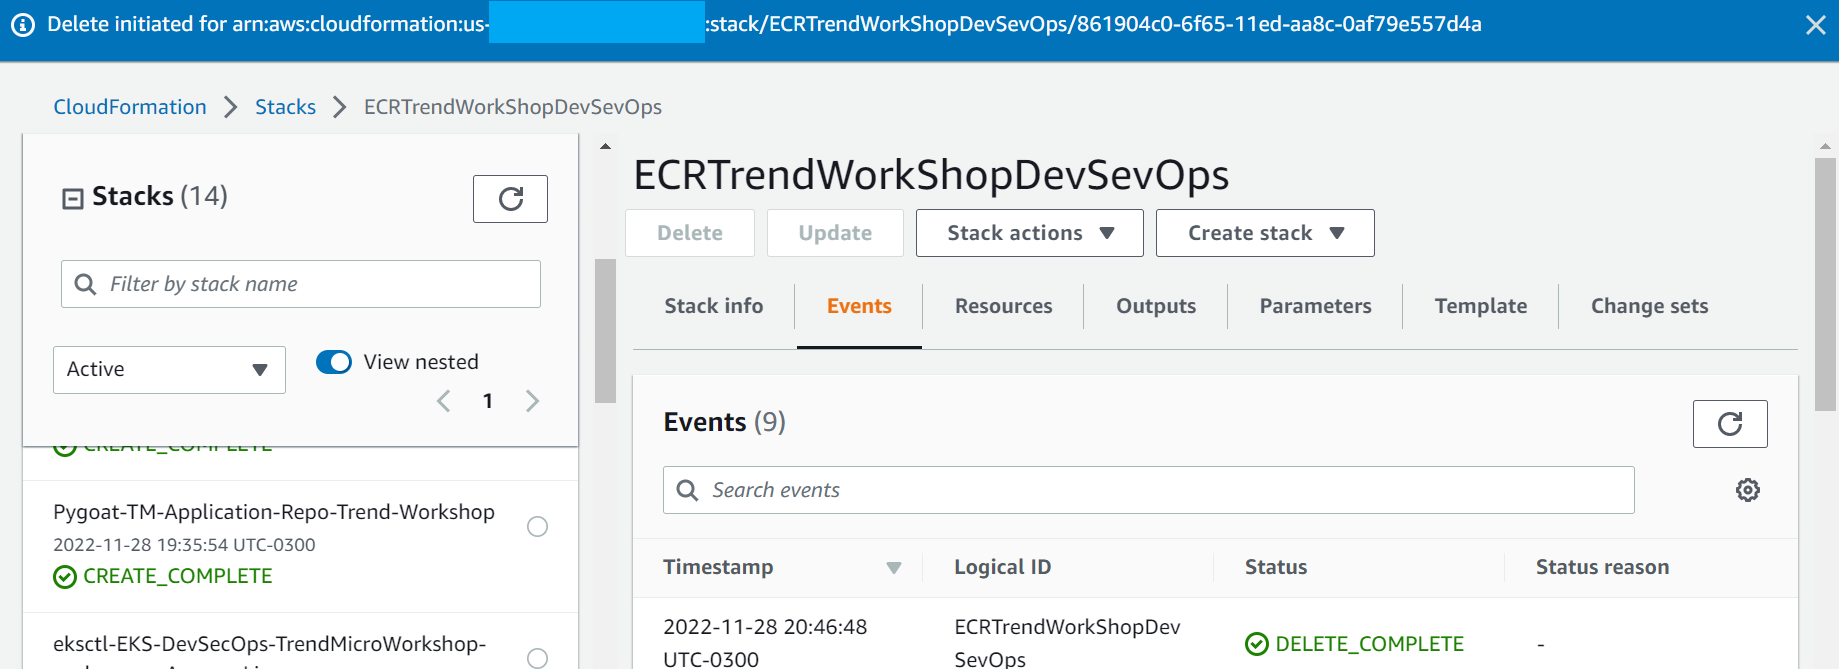 Delete initiated for arn:aws:cloudformation:us-
:stack/ECRTrendWorkShopDevSevOps/861904c0-6f65-11ed-aa8c-0af79e557d4a
CloudFormation
Stacks
ECRTrendWorkShopDevSevOps
Stacks (14)
Filter by stack name
Active
View nested
1
CREATE_COMPLETE
Pygoat-TM-Application-Repo-Trend-Workshop
2022-11-28 19:35:54 UTC-0300
CREATE_COMPLETE
eksctl-EKS-DevSecOps-TrendMicroWorkshop-
ECRTrendWorkShopDevSevOps
Delete
Update
Stack actions
Create stack
Stack info
Events
Resources
Outputs
Parameters
Template
Change sets
Events (9)
Search events
Timestamp
Logical ID
Status
Status reason
2022-11-28 20:46:48
UTC-0300
ECRTrendWorkShopDev
SevOps
DELETE_COMPLETE
-